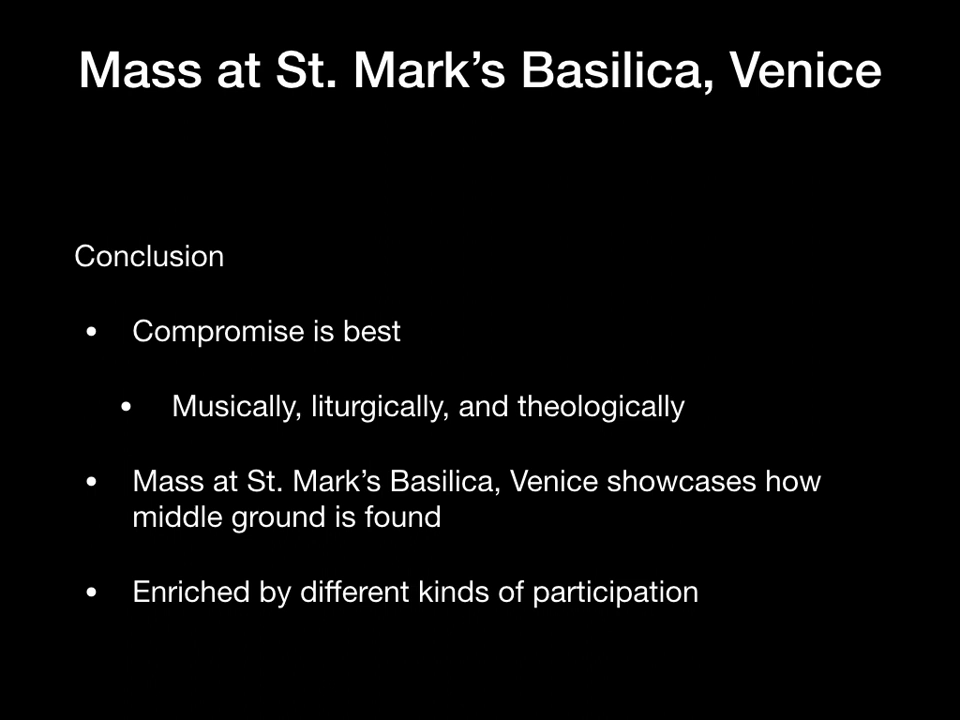 Mass at St. Mark’s Basilica, Venice
Conclusion
• Compromise is best
• Musically, liturgically, and theologically
• Mass at St. Mark’s Basilica, Venice showcases how
middle ground is found
• Enriched by different kinds of participation